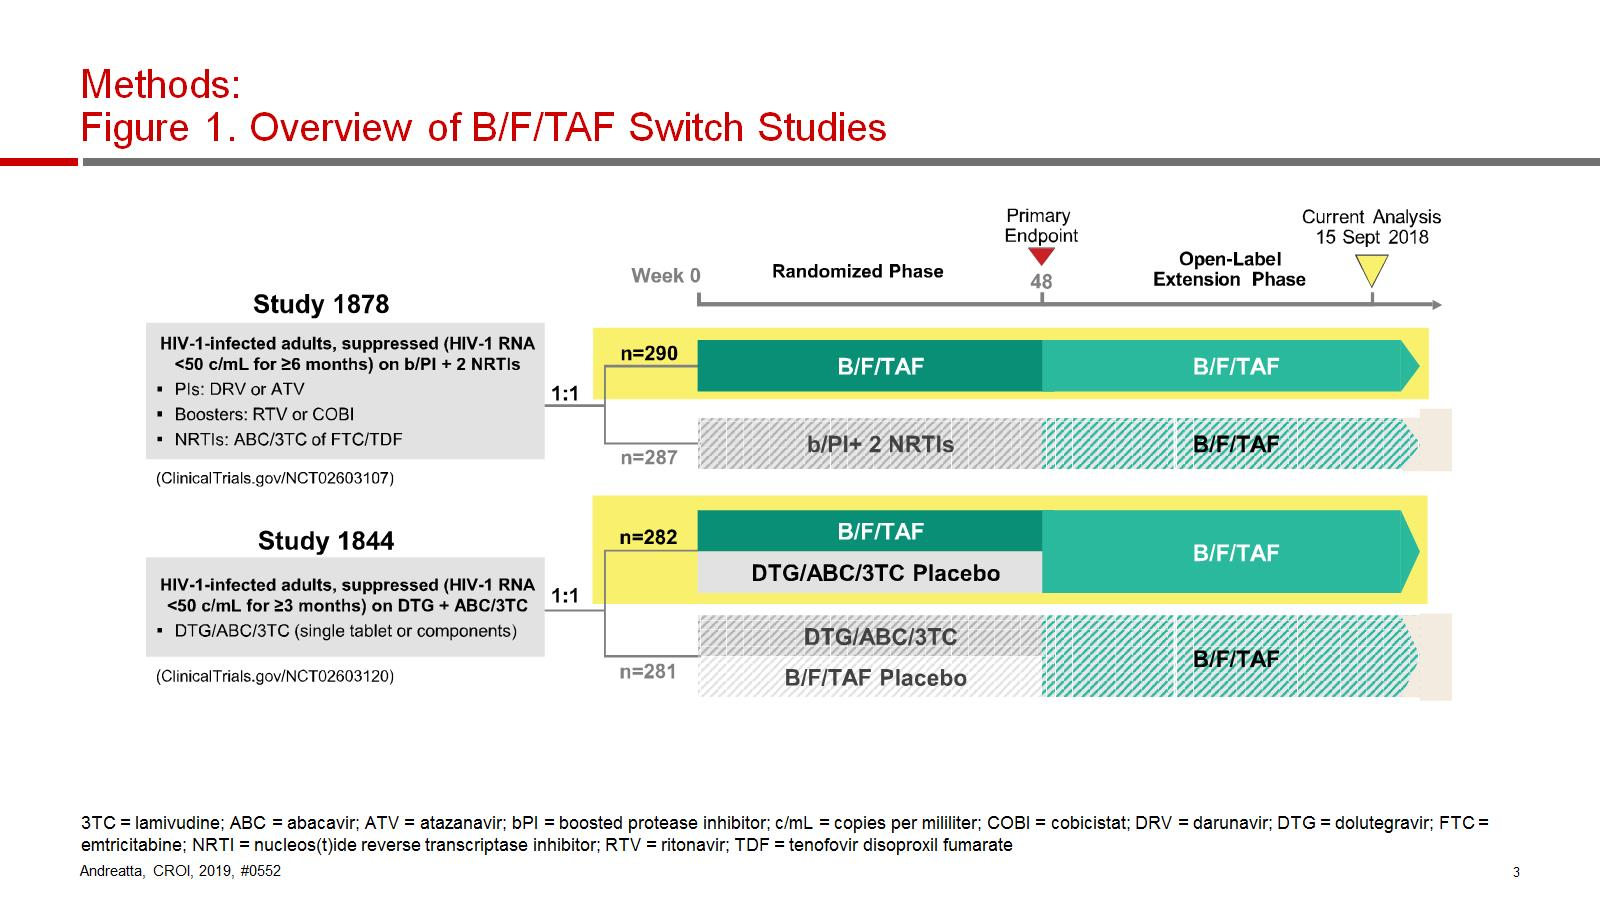 Methods:
Figure 1. Overview of B/F/TAF Switch Studies
Primary
Endpoint
Current Analysis
15 Sept 2018
Week 0
Randomized Phase
48
Open-Label
Extension Phase
Study 1878
HIV-1-infected adults, suppressed (HIV-1 RNA
<50 c/mL for ≥6 months) on b/PI + 2 NRTIs
▪ PIs: DRV or ATV
▪ Boosters: RTV or COBI
▪ NRTIs: ABC/3TC of FTC/TDF
(ClinicalTrials.gov/NCT02603107)
1:1
n=290
B/F/TAF
B/F/TAF
n=287
b/PI+ 2 NRTIs
B/F/TAF
Study 1844
HIV-1-infected adults, suppressed (HIV-1 RNA
<50 c/mL for ≥3 months) on DTG + ABC/3TC
▪ DTG/ABC/3TC (single tablet or components)
(ClinicalTrials.gov/NCT02603120)
1:1
n=282
B/F/TAF
DTG/ABC/3TC Placebo
B/F/TAF
n=281
DTG/ABC/3TC
B/F/TAF Placebo
B/F/TAF
3TC = lamivudine; ABC = abacavir; ATV = atazanavir; bPI = boosted protease inhibitor; c/mL = copies per mililiter; COBI = cobicistat; DRV = darunavir; DTG = dolutegravir; FTC =
emtricitabine; NRTI = nucleos(t)ide reverse transcriptase inhibitor; RTV = ritonavir; TDF = tenofovir disoproxil fumarate
Andreatta, CROI, 2019, #0552
3